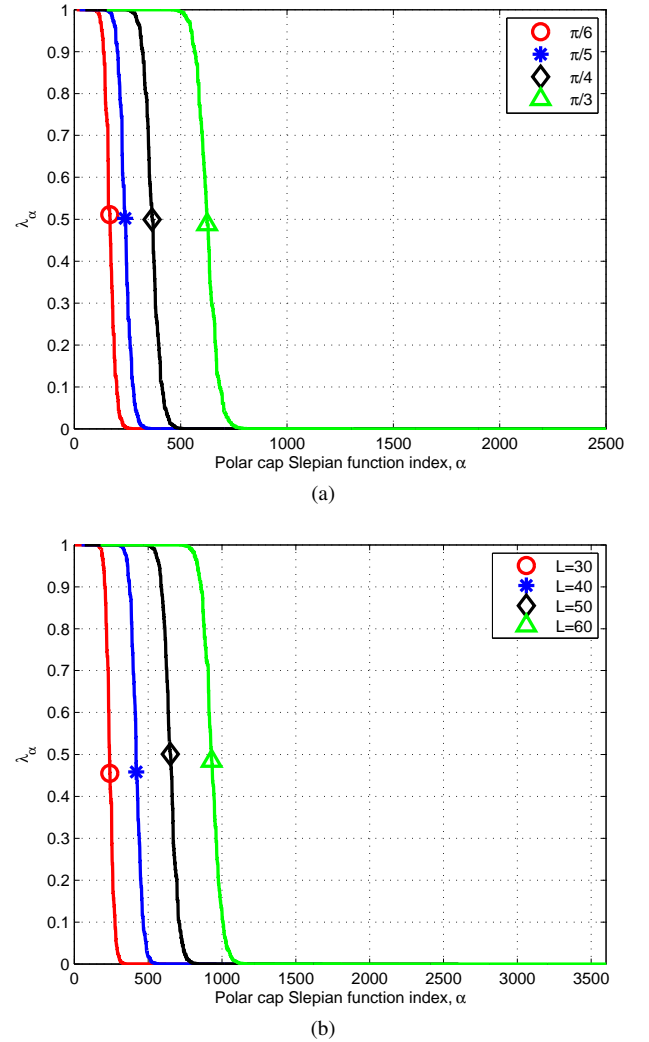 1
0.9
0.8
0.7
0.6
0.5
0.4
0.3
0.2
0.1
0
λα
0 500 1000 1500 2000 2500
Polar cap Slepian function index, α
π/6
π/5
π/4
π/3
(a)
1
0.9
0.8
0.7
0.6
0.5
0.4
0.3
0.2
0.1
0
λα
0 500 1000 1500 2000 2500 3000 3500
Polar cap Slepian function index, α
L=30
L=40
L=50
L=60
(b)